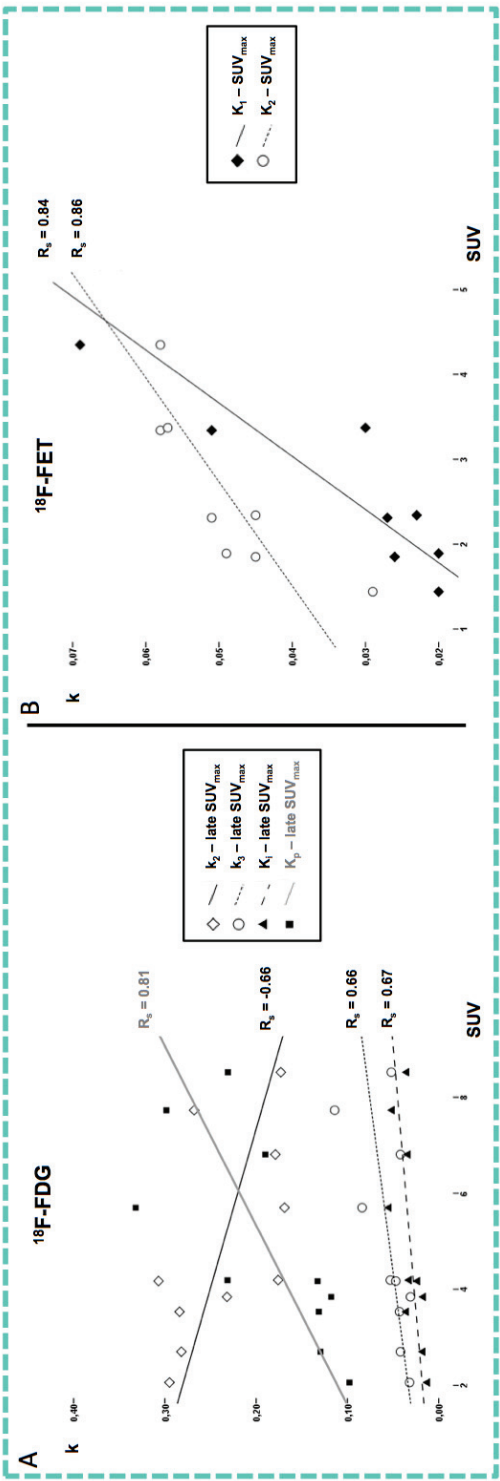 A
k
¹⁸F-FDG
0,40
0,30
0,20
0,10
0,00
2
4
6
8
SUV
Rₛ = 0.81
Rₛ = -0.66
Rₛ = 0.66
Rₛ = 0.67
k₂ – late SUVₘₐₓ
k₃ – late SUVₘₐₓ
Kᵢ – late SUVₘₐₓ
Kₚ – late SUVₘₐₓ
B
k
¹⁸F-FET
0,07
0,06
0,05
0,04
0,03
0,02
1
2
3
4
5
SUV
Rₛ = 0.84
Rₛ = 0.86
K₁ – SUVₘₐₓ
K₂ – SUVₘₐₓ